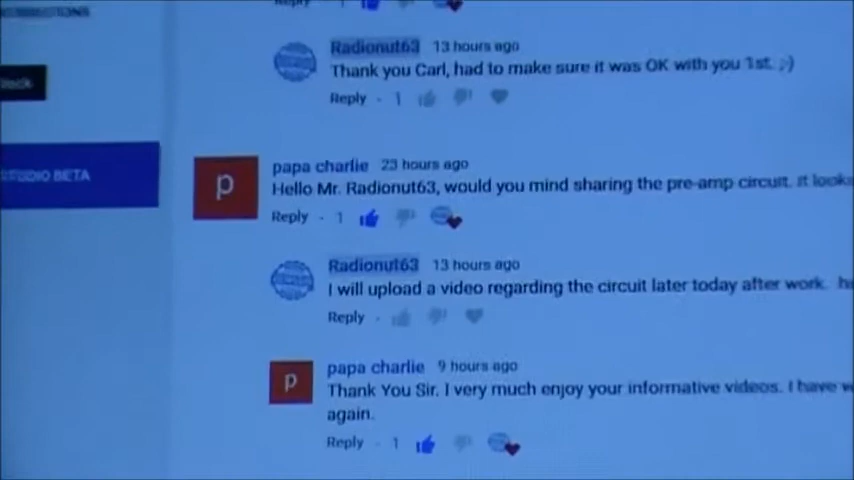 Reply 1
Radionut63 13 hours ago
Thank you Carl, had to make sure it was OK with you 1st. ;-)
Reply · 1
STUDIO BETA
p
papa charlie 23 hours ago
Hello Mr. Radionut63, would you mind sharing the pre-amp circuit. It looks
Reply · 1
Radionut63 13 hours ago
I will upload a video regarding the circuit later today after work.
Reply ·
p
papa charlie 9 hours ago
Thank You Sir. I very much enjoy your informative videos. I have
again.
Reply · 1